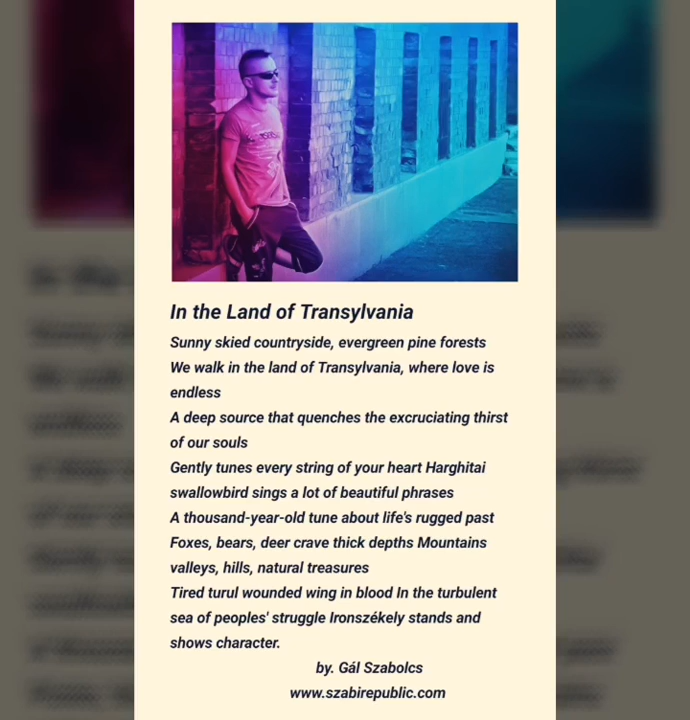 In the Land of Transylvania
Sunny skied countryside, evergreen pine forests
We walk in the land of Transylvania, where love is
endless
A deep source that quenches the excruciating thirst
of our souls
Gently tunes every string of your heart Harghitai
swallowbird sings a lot of beautiful phrases
A thousand-year-old tune about life's rugged past
Foxes, bears, deer crave thick depths Mountains
valleys, hills, natural treasures
Tired turul wounded wing in blood In the turbulent
sea of peoples' struggle Ironszékely stands and
shows character.
by. Gál Szabolcs
www.szabirepublic.com